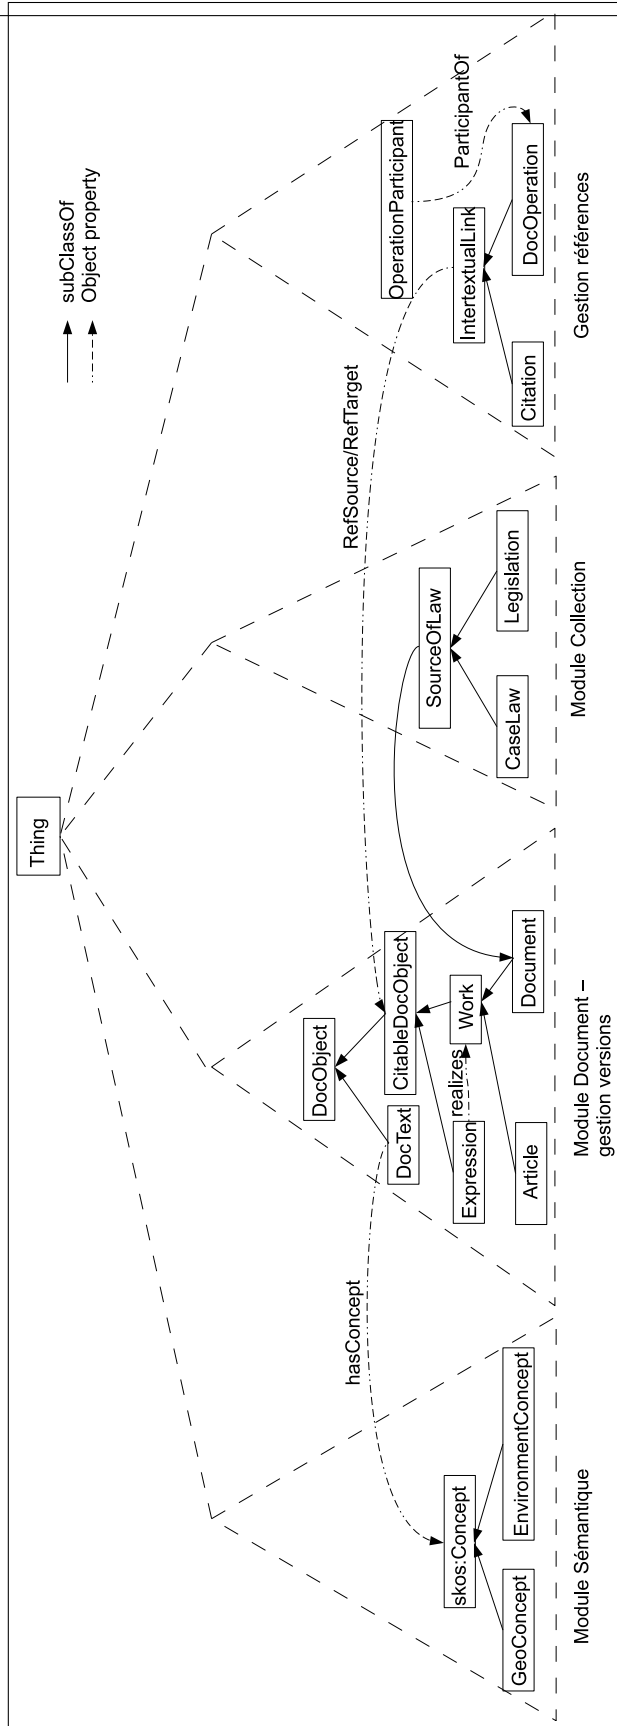 Thing
subClassOf
Object property
hasConcept
RefSource/RefTarget
ParticipantOf
DocObject
DocText
CitableDocObject
OperationParticipant
skos:Concept
Expression
realizes
Work
SourceOfLaw
IntertextualLink
GeoConcept
EnvironmentConcept
Article
Document
CaseLaw
Legislation
Citation
DocOperation
Module Sémantique
Module Document –
gestion versions
Module Collection
Gestion références